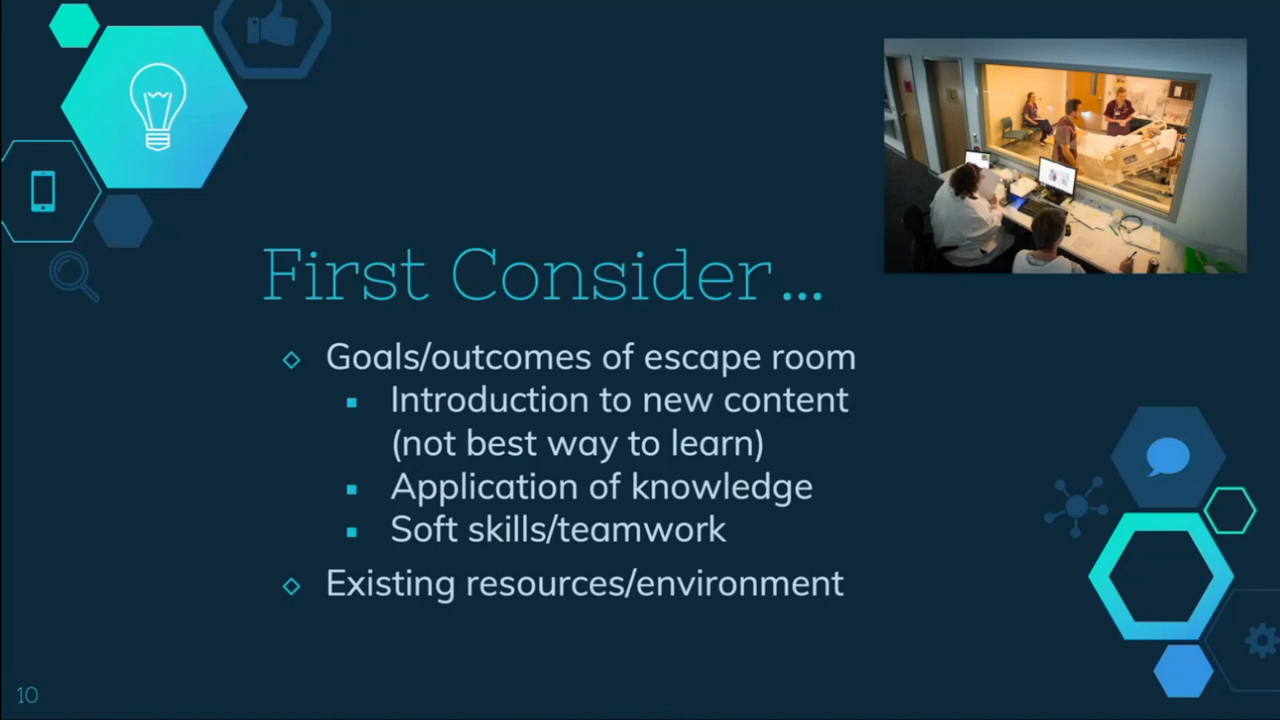 First Consider...
Goals/outcomes of escape room
Introduction to new content
(not best way to learn)
Application of knowledge
Soft skills/teamwork
Existing resources/environment
10